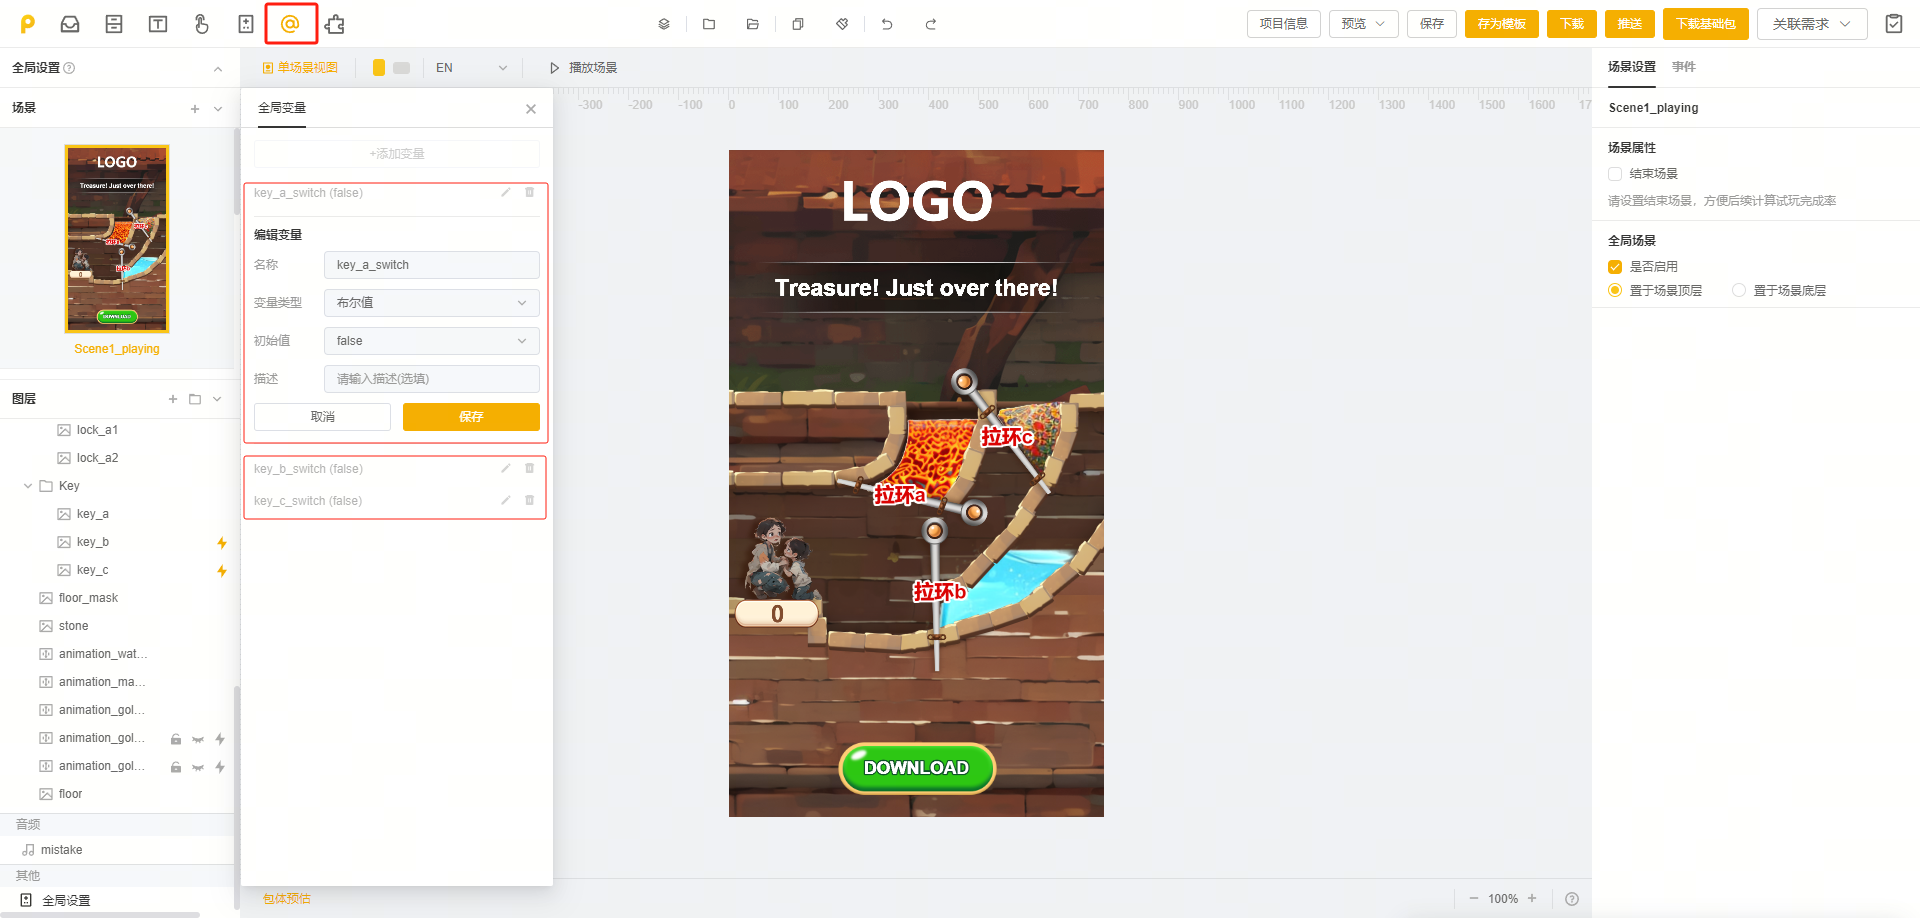 项目信息
预览
保存
存为模板
下载
推送
下载基础包
关联需求
全局设置
场景
LOGO
Treasure! Just over there!
0
DOWNLOAD
Scene1_playing
图层
lock_a1
lock_a2
Key
key_a
key_b
key_c
floor_mask
stone
animation_wat...
animation_ma...
animation_gol...
animation_gol...
animation_gol...
floor
音频
mistake
其他
全局设置
单场景视图
EN
播放场景
全局变量
+添加变量
key_a_switch (false)
编辑变量
名称
key_a_switch
变量类型
布尔值
初始值
false
描述
请输入描述(选填)
取消
保存
key_b_switch (false)
key_c_switch (false)
-300 -200 -100 0 100 200 300 400 500 600 700 800 900 1000 1100 1200 1300 1400 1500 1600 17
LOGO
Treasure! Just over there!
拉环c
拉环a
拉环b
0
DOWNLOAD
包体预估
100%
场景设置
事件
Scene1_playing
场景属性
结束场景
请设置结束场景，方便后续计算试玩完成率
全局场景
是否启用
置于场景顶层
置于场景底层